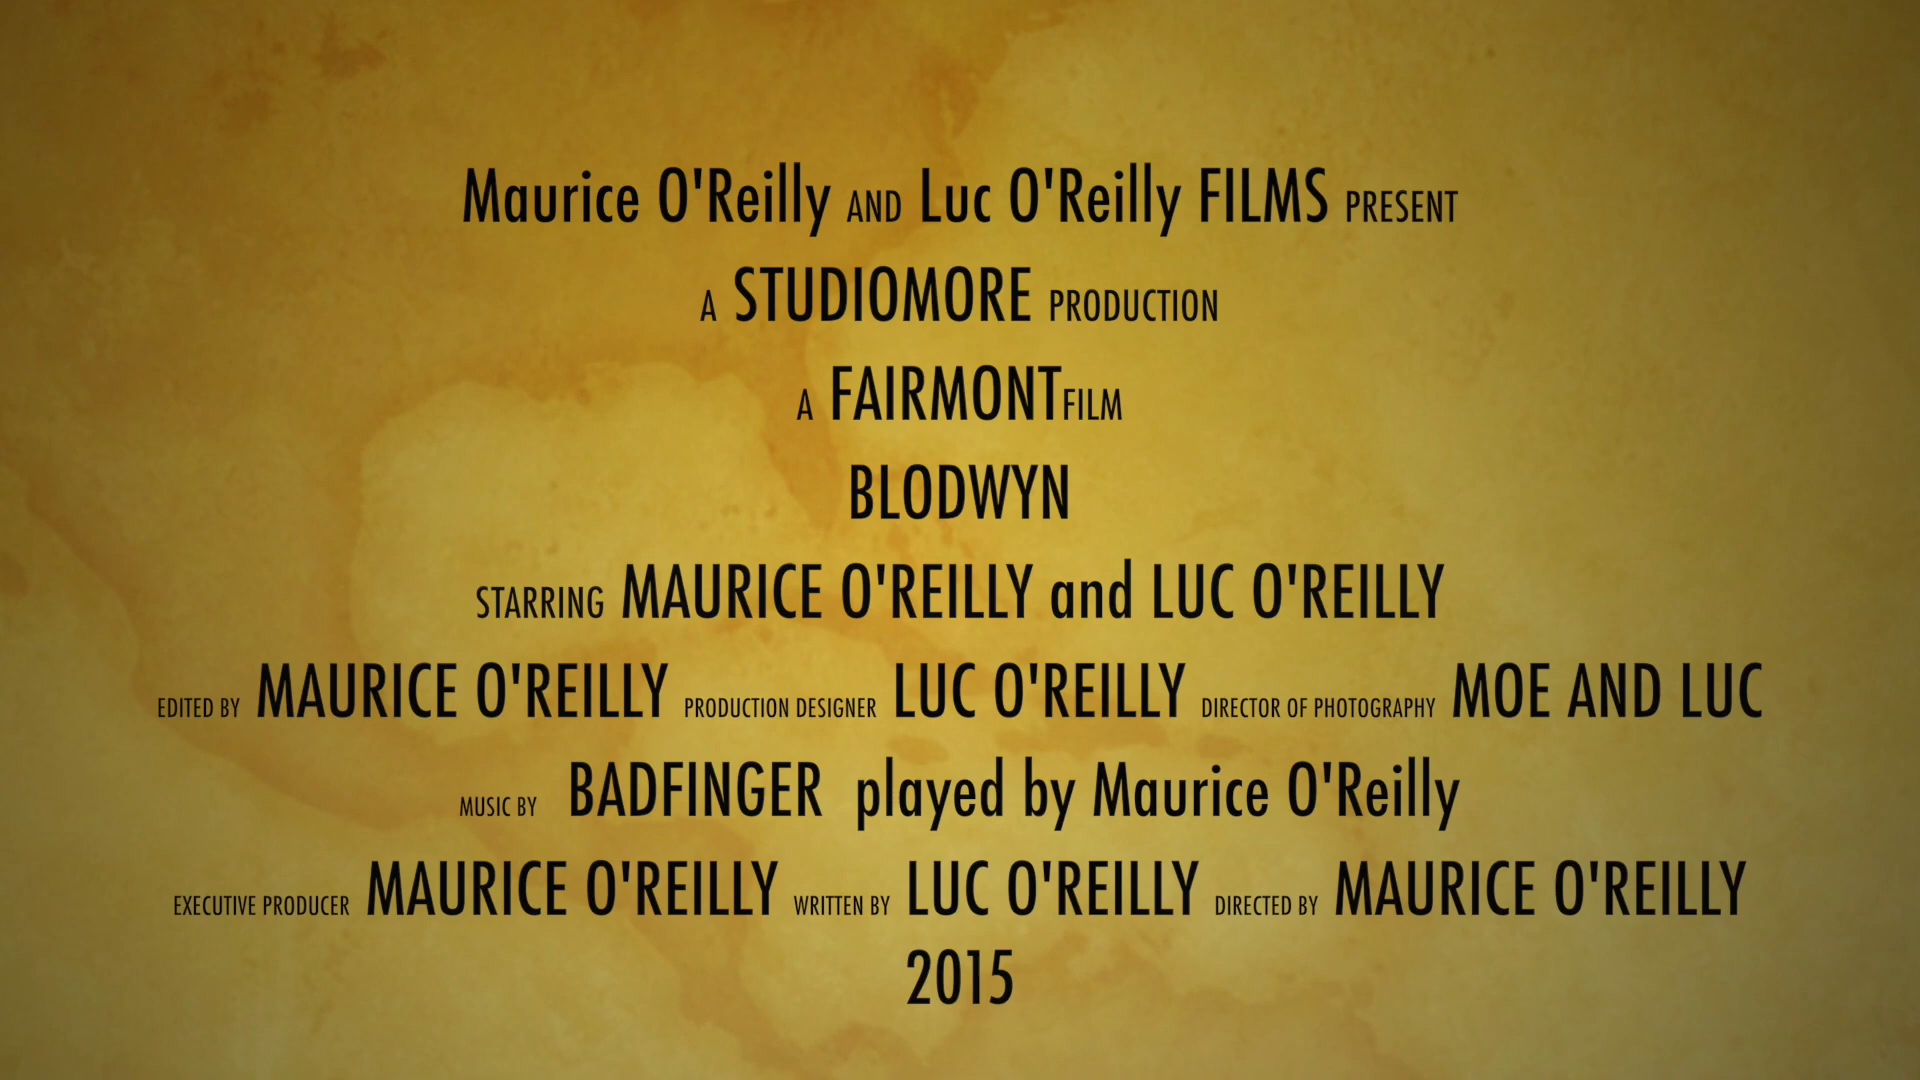 Maurice O'Reilly AND Luc O'Reilly FILMS PRESENT
A STUDIOMORE PRODUCTION
A FAIRMONTFILM
BLODWYN
STARRING MAURICE O'REILLY and LUC O'REILLY
EDITED BY MAURICE O'REILLY PRODUCTION DESIGNER LUC O'REILLY DIRECTOR OF PHOTOGRAPHY MOE AND LUC
MUSIC BY BADFINGER played by Maurice O'Reilly
EXECUTIVE PRODUCER MAURICE O'REILLY WRITTEN BY LUC O'REILLY DIRECTED BY MAURICE O'REILLY
2015